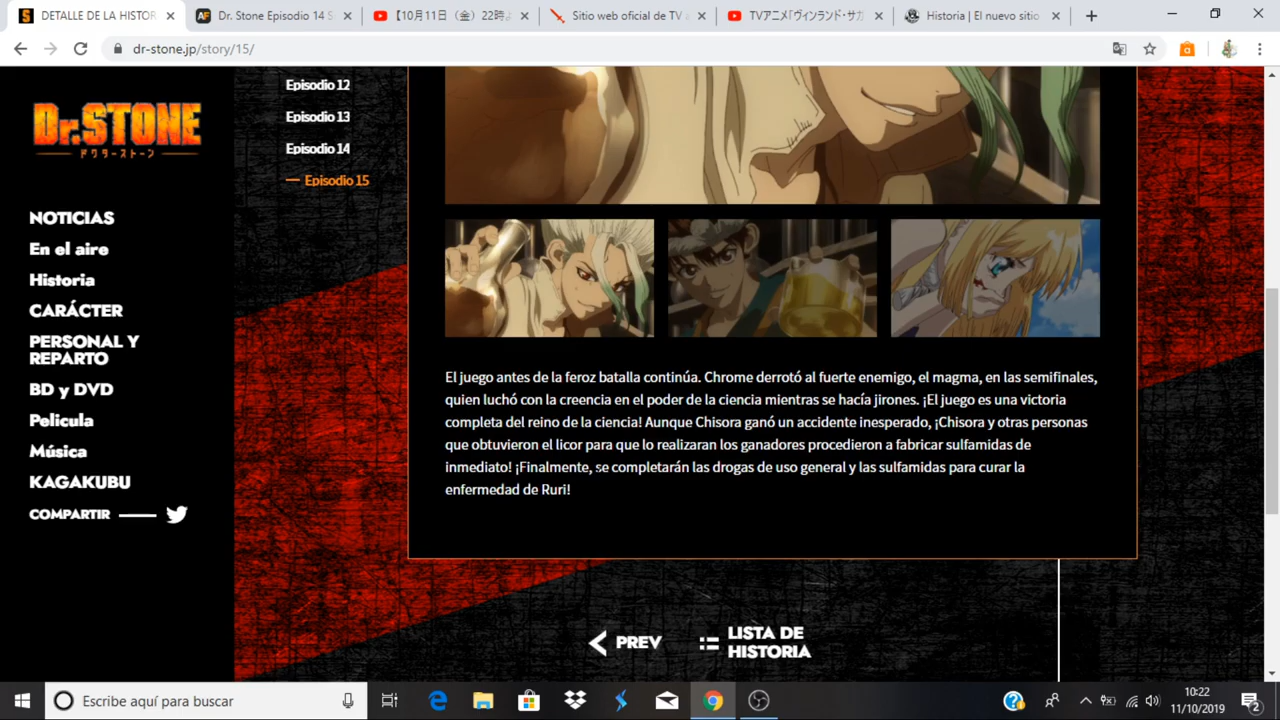 DETALLE DE LA HISTOR
Dr. Stone Episodio 14 S
【10月11日（金）22時よ
Sitio web oficial de TV a
TVアニメ「ヴィンランド・サガ
Historia | El nuevo sitio
dr-stone.jp/story/15/
Dr.STONE
ドクターストーン
NOTICIAS
En el aire
Historia
CARÁCTER
PERSONAL Y
REPARTO
BD y DVD
Pelicula
Música
KAGAKUBU
COMPARTIR
Episodio 12
Episodio 13
Episodio 14
Episodio 15
El juego antes de la feroz batalla continúa. Chrome derrotó al fuerte enemigo, el magma, en las semifinales,
quien luchó con la creencia en el poder de la ciencia mientras se hacía jirones. ¡El juego es una victoria
completa del reino de la ciencia! Aunque Chisora ganó un accidente inesperado, ¡Chisora y otras personas
que obtuvieron el licor para que lo realizaran los ganadores procedieron a fabricar sulfamidas de
inmediato! ¡Finalmente, se completarán las drogas de uso general y las sulfamidas para curar la
enfermedad de Ruri!
PREV
LISTA DE
HISTORIA
Escribe aquí para buscar
10:22
11/10/2019
2